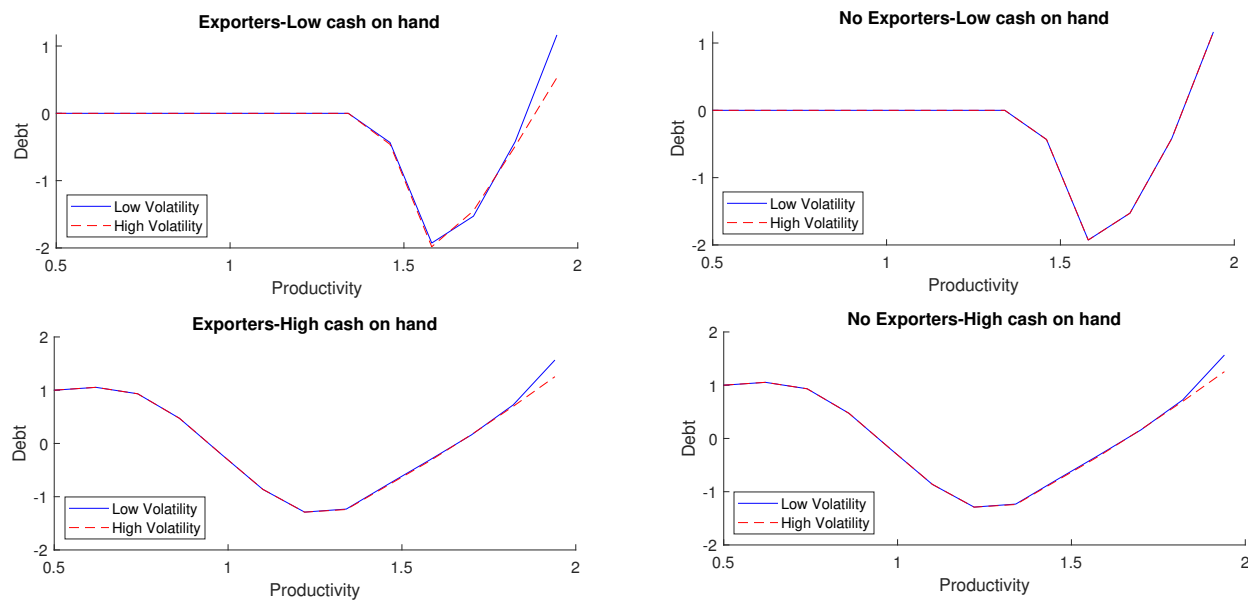 Exporters-Low cash on hand
1
0
-1
-2
Debt
Low Volatility
High Volatility
0.5 1 1.5 2
Productivity
No Exporters-Low cash on hand
1
0
-1
-2
Debt
Low Volatility
High Volatility
0.5 1 1.5 2
Productivity
Exporters-High cash on hand
2
1
0
-1
-2
Debt
Low Volatility
High Volatility
0.5 1 1.5 2
Productivity
No Exporters-High cash on hand
2
1
0
-1
-2
Debt
Low Volatility
High Volatility
0.5 1 1.5 2
Productivity